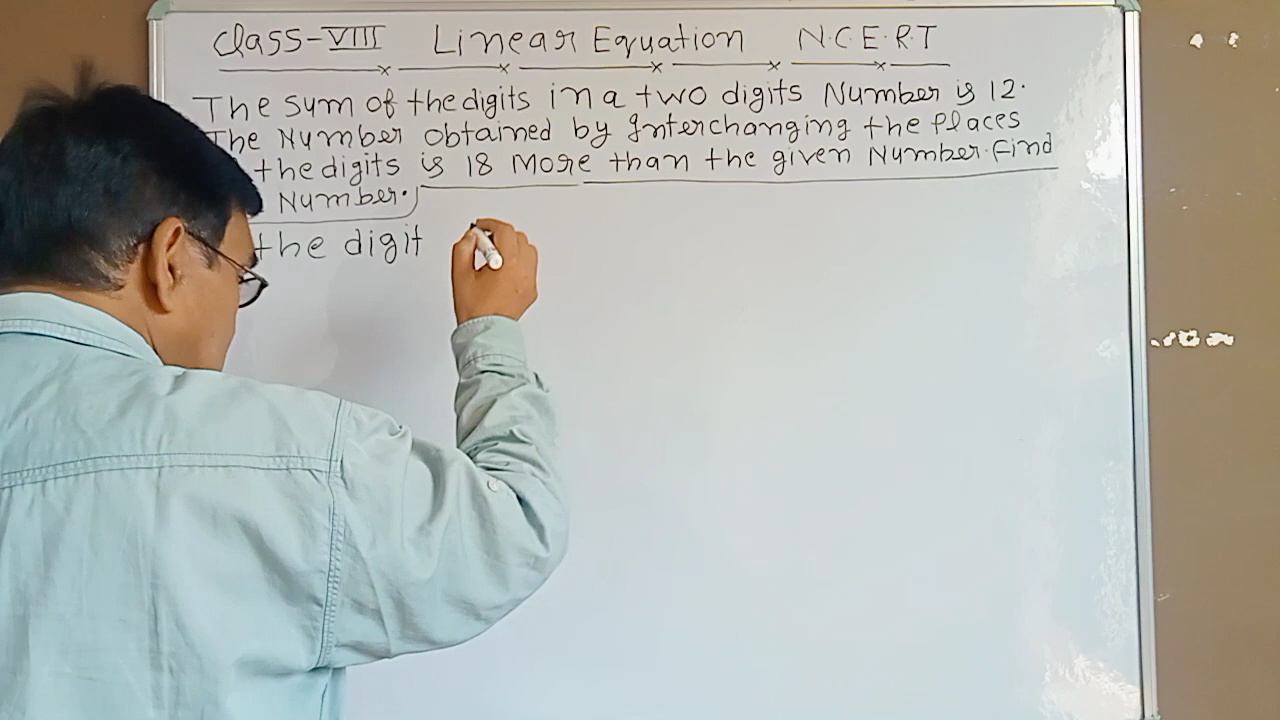 Class-VIII Linear Equation N.C.E.R.T
The Sum of the digits in a two digits Number is 12.
The Number obtained by Interchanging the Places
the digits is 18 More than the given Number. Find
Number.
the digit